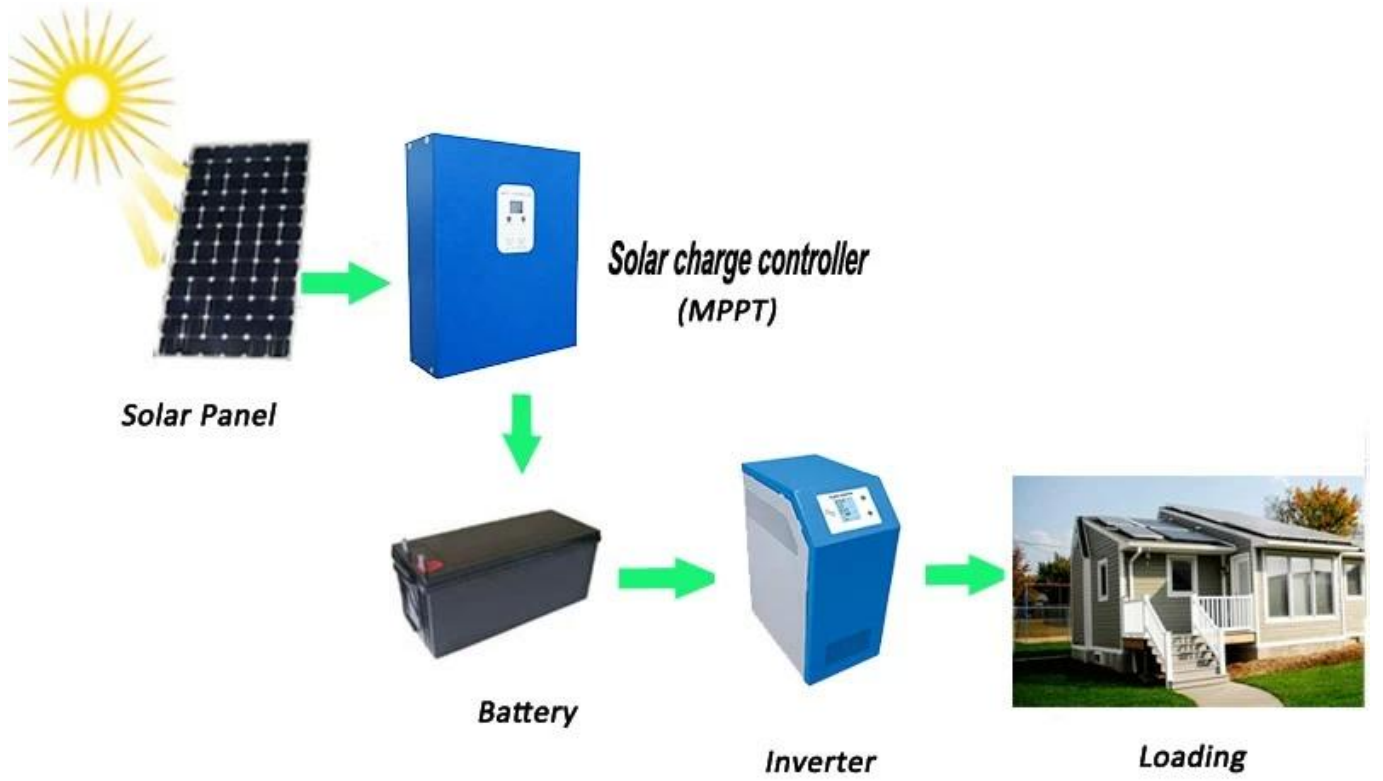 Solar charge controller
(MPPT)
Solar Panel
Battery
Inverter
Loading